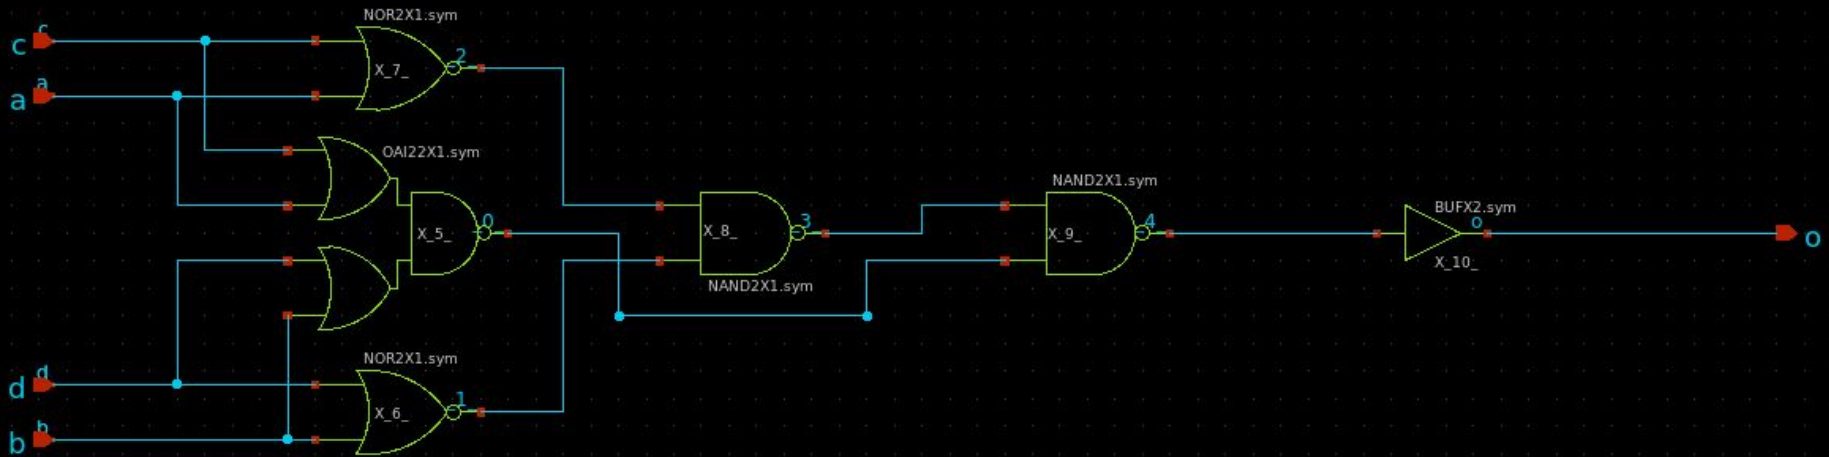 NOR2X1.sym
c
c
2
X_7_
a
a
OAI22X1.sym
NAND2X1.sym
X_5_
0
X_8_
3
X_9_
4
BUFX2.sym
o
o
X_10_
NAND2X1.sym
NOR2X1.sym
d
d
1
X_6_
b
b